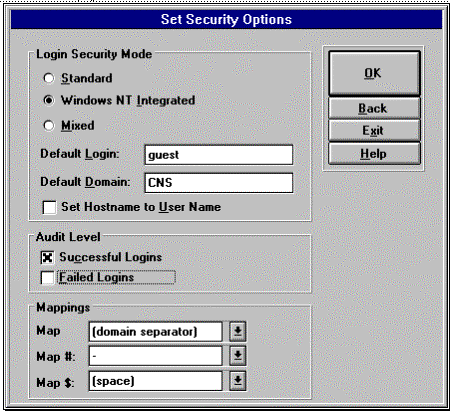 Set Security Options
Login Security Mode
Standard
Windows NT Integrated
Mixed
Default Login: guest
Default Domain: CNS
Set Hostname to User Name
OK
Back
Exit
Help
Audit Level
Successful Logins
Failed Logins
Mappings
Map (domain separator)
Map #: -
Map $: (space)